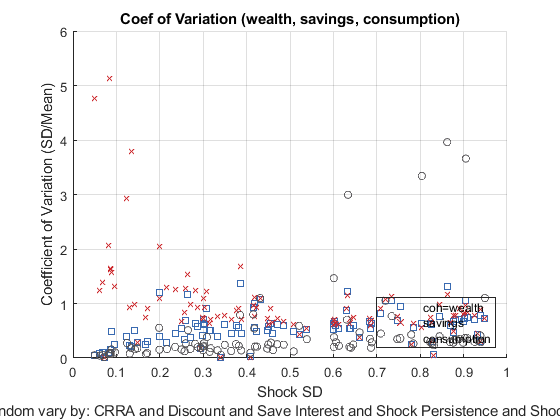 Coef of Variation (wealth, savings, consumption)
Coefficient of Variation (SD/Mean)
6
5
4
3
2
1
0
0 0.1 0.2 0.3 0.4 0.5 0.6 0.7 0.8 0.9 1
coh=wealth
savings
consumption
Shock SD
ndom vary by: CRRA and Discount and Save Interest and Shock Persistence and Shoc